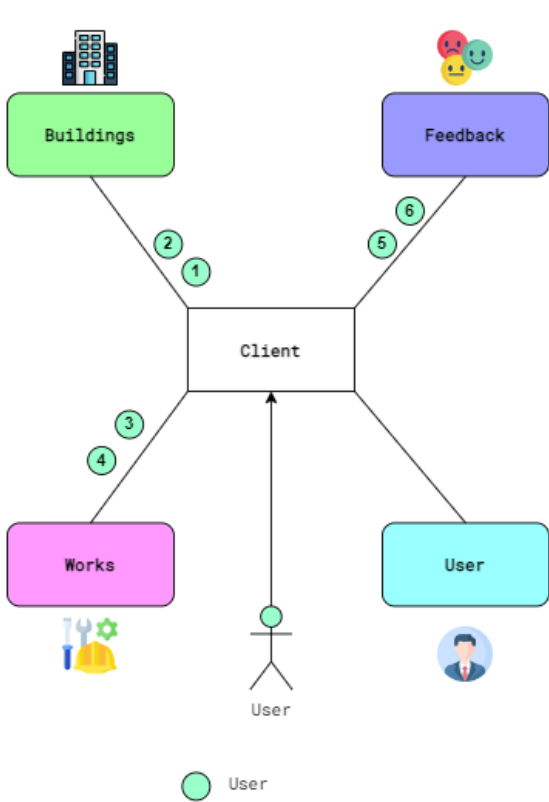 Buildings
Feedback
6
2
5
1
Client
3
4
Works
User
User
User